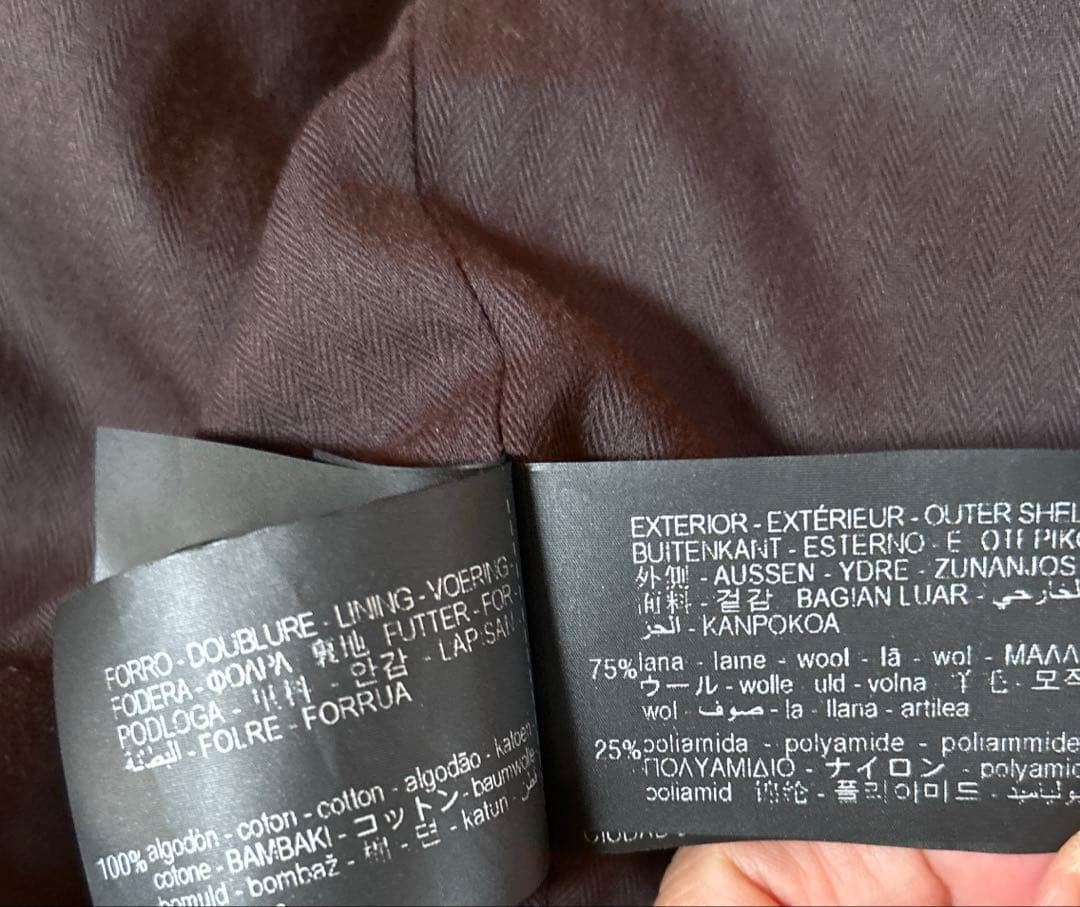 FORRO - DOUBLURE - LINING - VOERING -
FODERA - ΦΟΔΡΑ 裏地 FUTTER - FOR
PODLOGA - 里料 - 안감 - LAPISAN
البطانة - FOLRE - FORRUA
100% algodón - coton - cotton - algodão - katoen
cotone - BAMBAKI - コットン - baumwolle
bomuld - bombaž - 棉 - 면 - katun -
EXTERIOR - EXTÉRIEUR - OUTER SHEL
BUITENKANT - ESTERNO - Ε
外側 - AUSSEN - YDRE - ZUNANJOS
面料 - 겉감 BAGIAN LUAR -
- KANPOKOA
75% lana - laine - wool - lã - wol - ΜΑΛΛ
ウール - wolle uld - volna 羊毛 - 모직
wol - صوف - la - llana - artilea
25% poliamida - polyamide - poliammide
ΠΟΛΥΑΜΙΔΙΟ - ナイロン - polyamid
poliamid 锦纶 - 폴리아미드 -